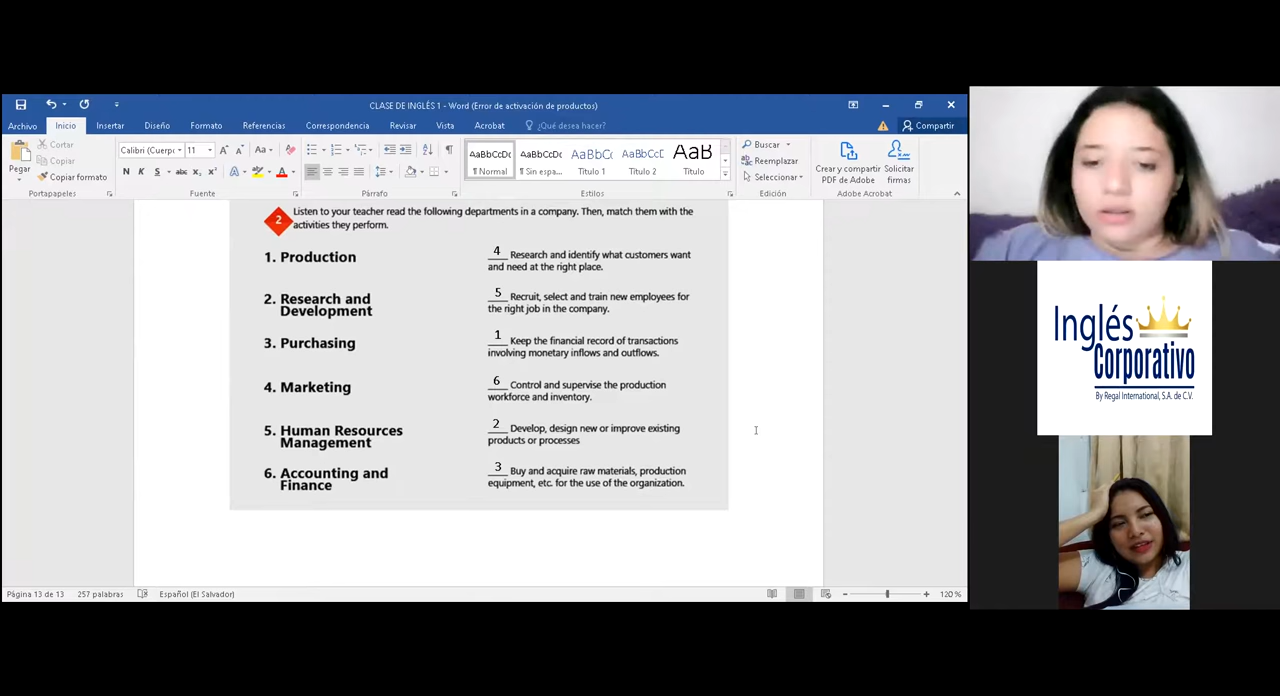 CLASE DE INGLÉS 1 - Word (Error de activación de productos)
Archivo Inicio Insertar Diseño Formato Referencias Correspondencia Revisar Vista Acrobat ¿Qué desea hacer? Compartir
Pegar
Cortar
Copiar
Copiar formato
Portapapeles
Calibri (Cuerpo 11
N K S abc x₂ x²
Fuente
Párrafo
AaBbCcDc AaBbCcDc AaBbCc AaBbCcD AaB
¶ Normal ¶ Sin espa... Título 1 Título 2 Título
Estilos
Buscar
Reemplazar
Seleccionar
Edición
Crear y compartir PDF de Adobe
Solicitar firmas
Adobe Acrobat
2 Listen to your teacher read the following departments in a company. Then, match them with the
activities they perform.
1. Production
4 Research and identify what customers want
and need at the right place.
2. Research and
Development
5 Recruit, select and train new employees for
the right job in the company.
3. Purchasing
1 Keep the financial record of transactions
involving monetary inflows and outflows.
4. Marketing
6 Control and supervise the production
workforce and inventory.
5. Human Resources
Management
2 Develop, design new or improve existing
products or processes
6. Accounting and
Finance
3 Buy and acquire raw materials, production
equipment, etc. for the use of the organization.
Página 13 de 13 257 palabras Español (El Salvador) 120 %
Inglés
Corporativo
By Regal International, S.A. de C.V.